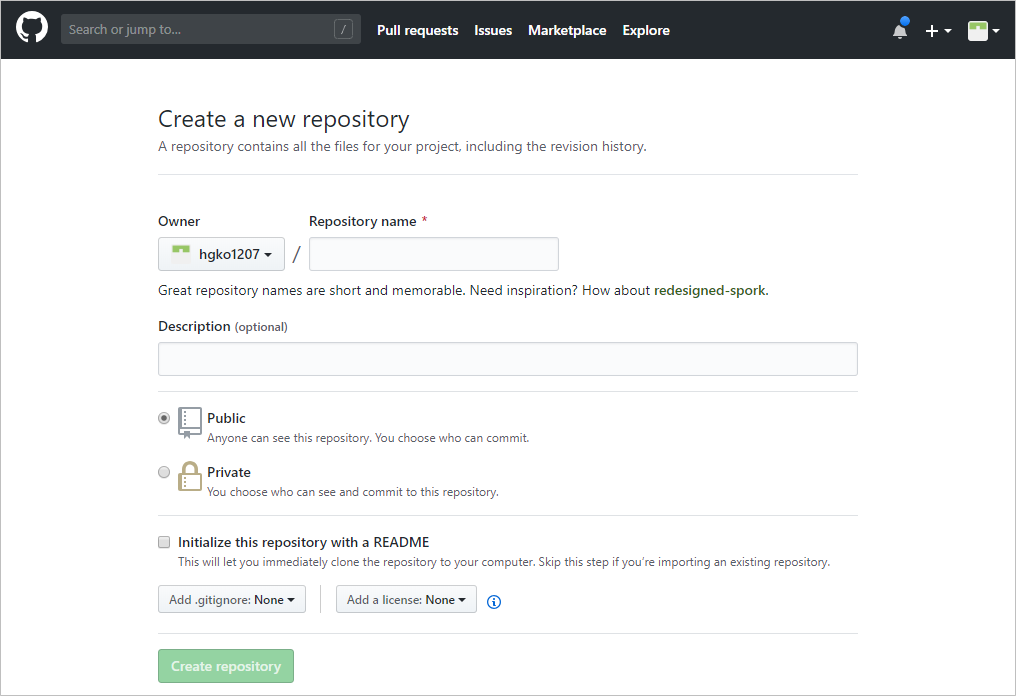 Search or jump to... /
Pull requests Issues Marketplace Explore
Create a new repository
A repository contains all the files for your project, including the revision history.
Owner Repository name *
hgko1207 /
Great repository names are short and memorable. Need inspiration? How about redesigned-spork.
Description (optional)
Public
Anyone can see this repository. You choose who can commit.
Private
You choose who can see and commit to this repository.
Initialize this repository with a README
This will let you immediately clone the repository to your computer. Skip this step if you’re importing an existing repository.
Add .gitignore: None Add a license: None
Create repository